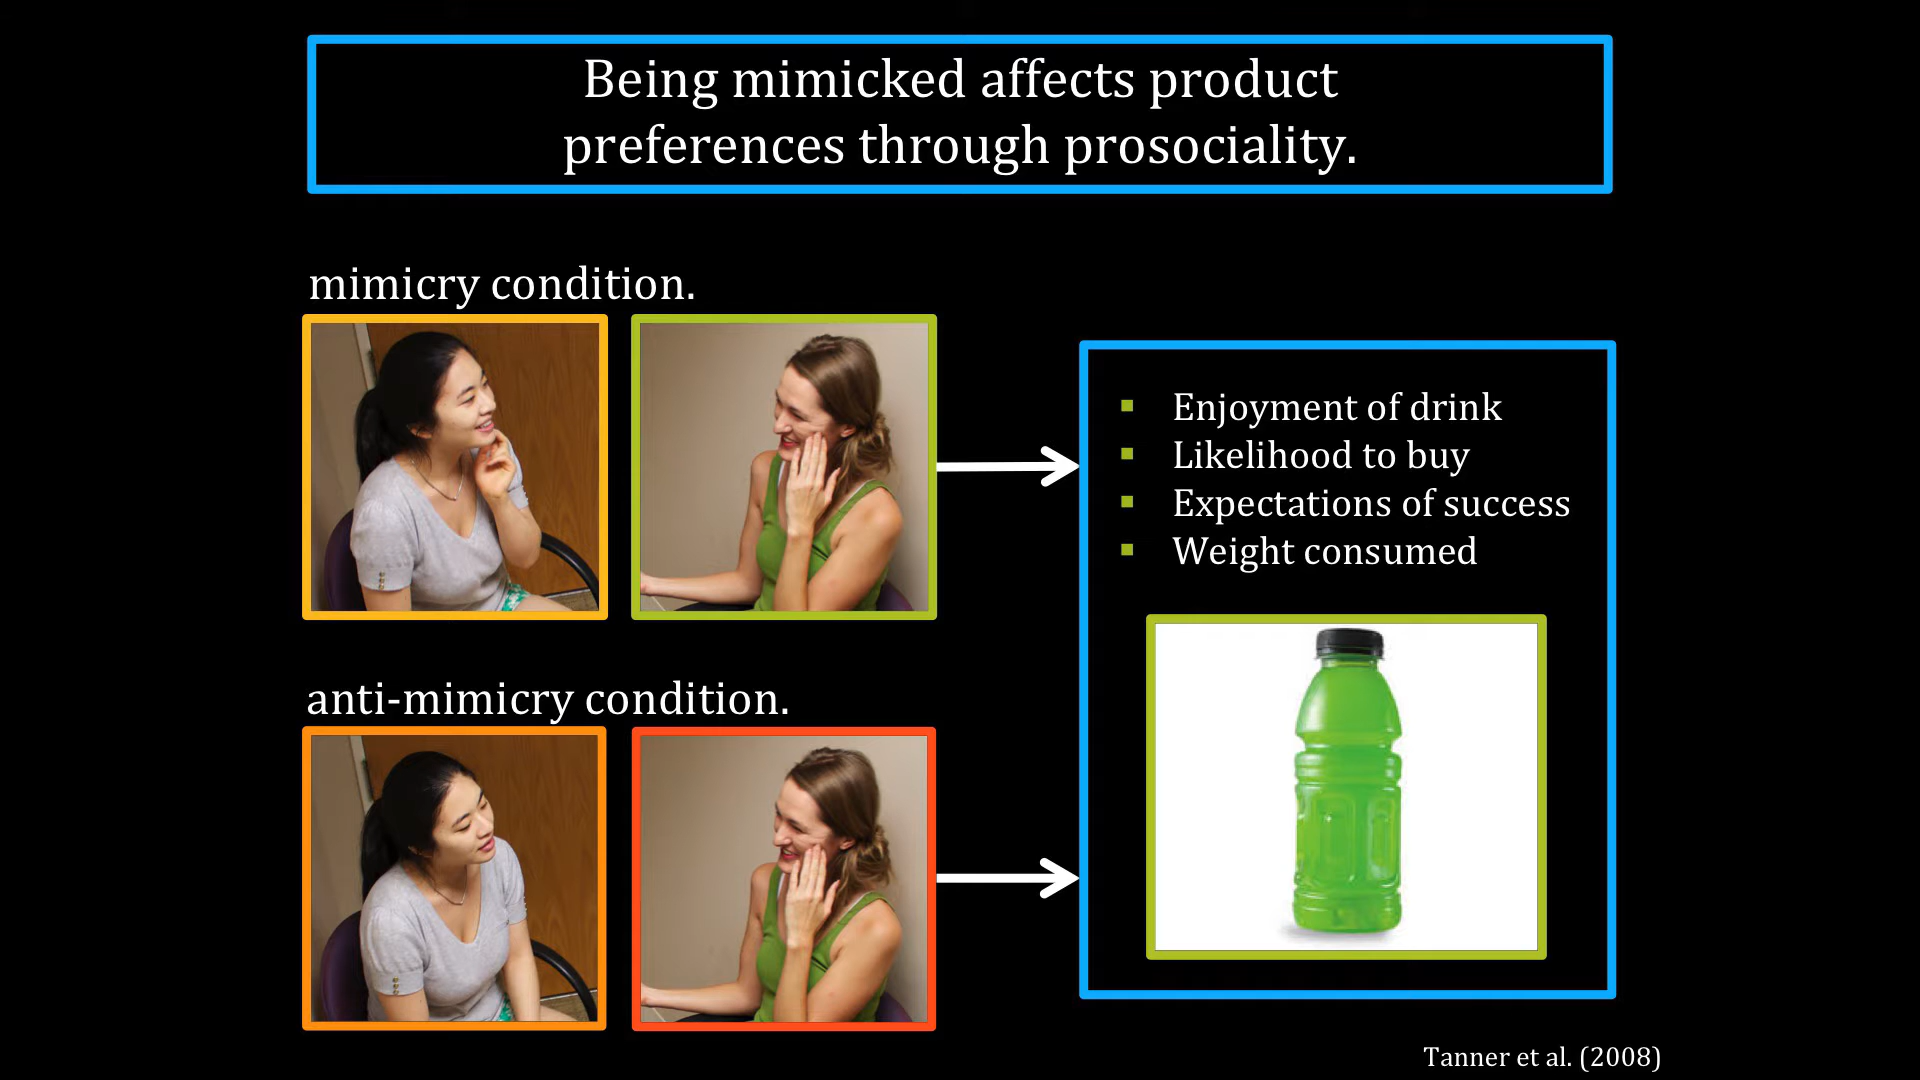 Being mimicked affects product
preferences through prosociality.
mimicry condition.
anti-mimicry condition.
▪ Enjoyment of drink
▪ Likelihood to buy
▪ Expectations of success
▪ Weight consumed
Tanner et al. (2008)